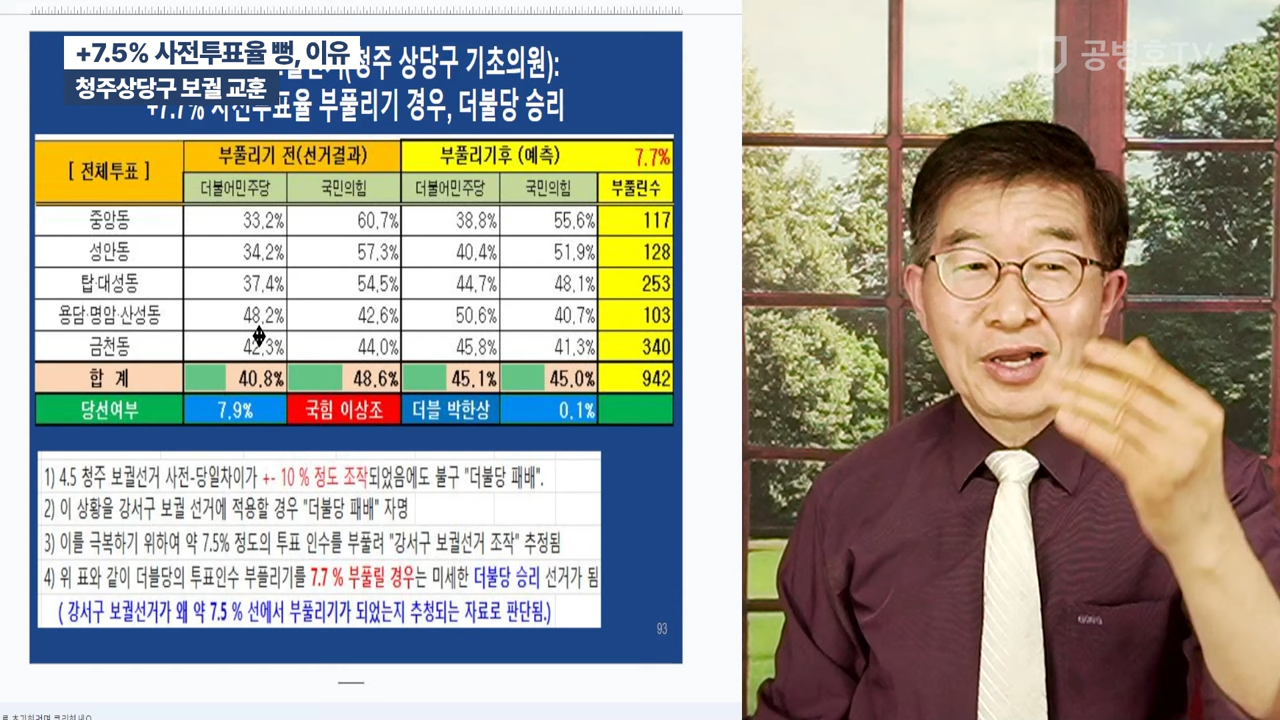 +7.5% 사전투표율 뻥, 이유
청주상당구 보궐 교훈
청주 상당구 기초의원):
+7.7% 사전투표율 부풀리기 경우, 더불당 승리
공병호TV
[ 전체투표 ] 부풀리기 전(선거결과) 부풀리기후 (예측) 7.7%
더불어민주당 국민의힘 더불어민주당 국민의힘 부풀린수
중앙동 33.2% 60.7% 38.8% 55.6% 117
성안동 34.2% 57.3% 40.4% 51.9% 128
탑·대성동 37.4% 54.5% 44.7% 48.1% 253
용담·명암·산성동 48.2% 42.6% 50.6% 40.7% 103
금천동 42.3% 44.0% 45.8% 41.3% 340
합 계 40.8% 48.6% 45.1% 45.0% 942
당선여부 7.9% 국힘 이상조 더블 박한상 0.1%
1) 4.5 청주 보궐선거 사전-당일차이가 +- 10 % 정도 조작되었음에도 불구 "더불당 패배".
2) 이 상황을 강서구 보궐 선거에 적용할 경우 "더불당 패배" 자명
3) 이를 극복하기 위하여 약 7.5% 정도의 투표 인수를 부풀려 "강서구 보궐선거 조작" 추정됨
4) 위 표와 같이 더블당의 투표인수 부풀리기를 7.7 % 부풀릴 경우는 미세한 더불당 승리 선거가 됨
( 강서구 보궐선거가 왜 약 7.5 % 선에서 부풀리기가 되었는지 추청되는 자료로 판단됨.)
93